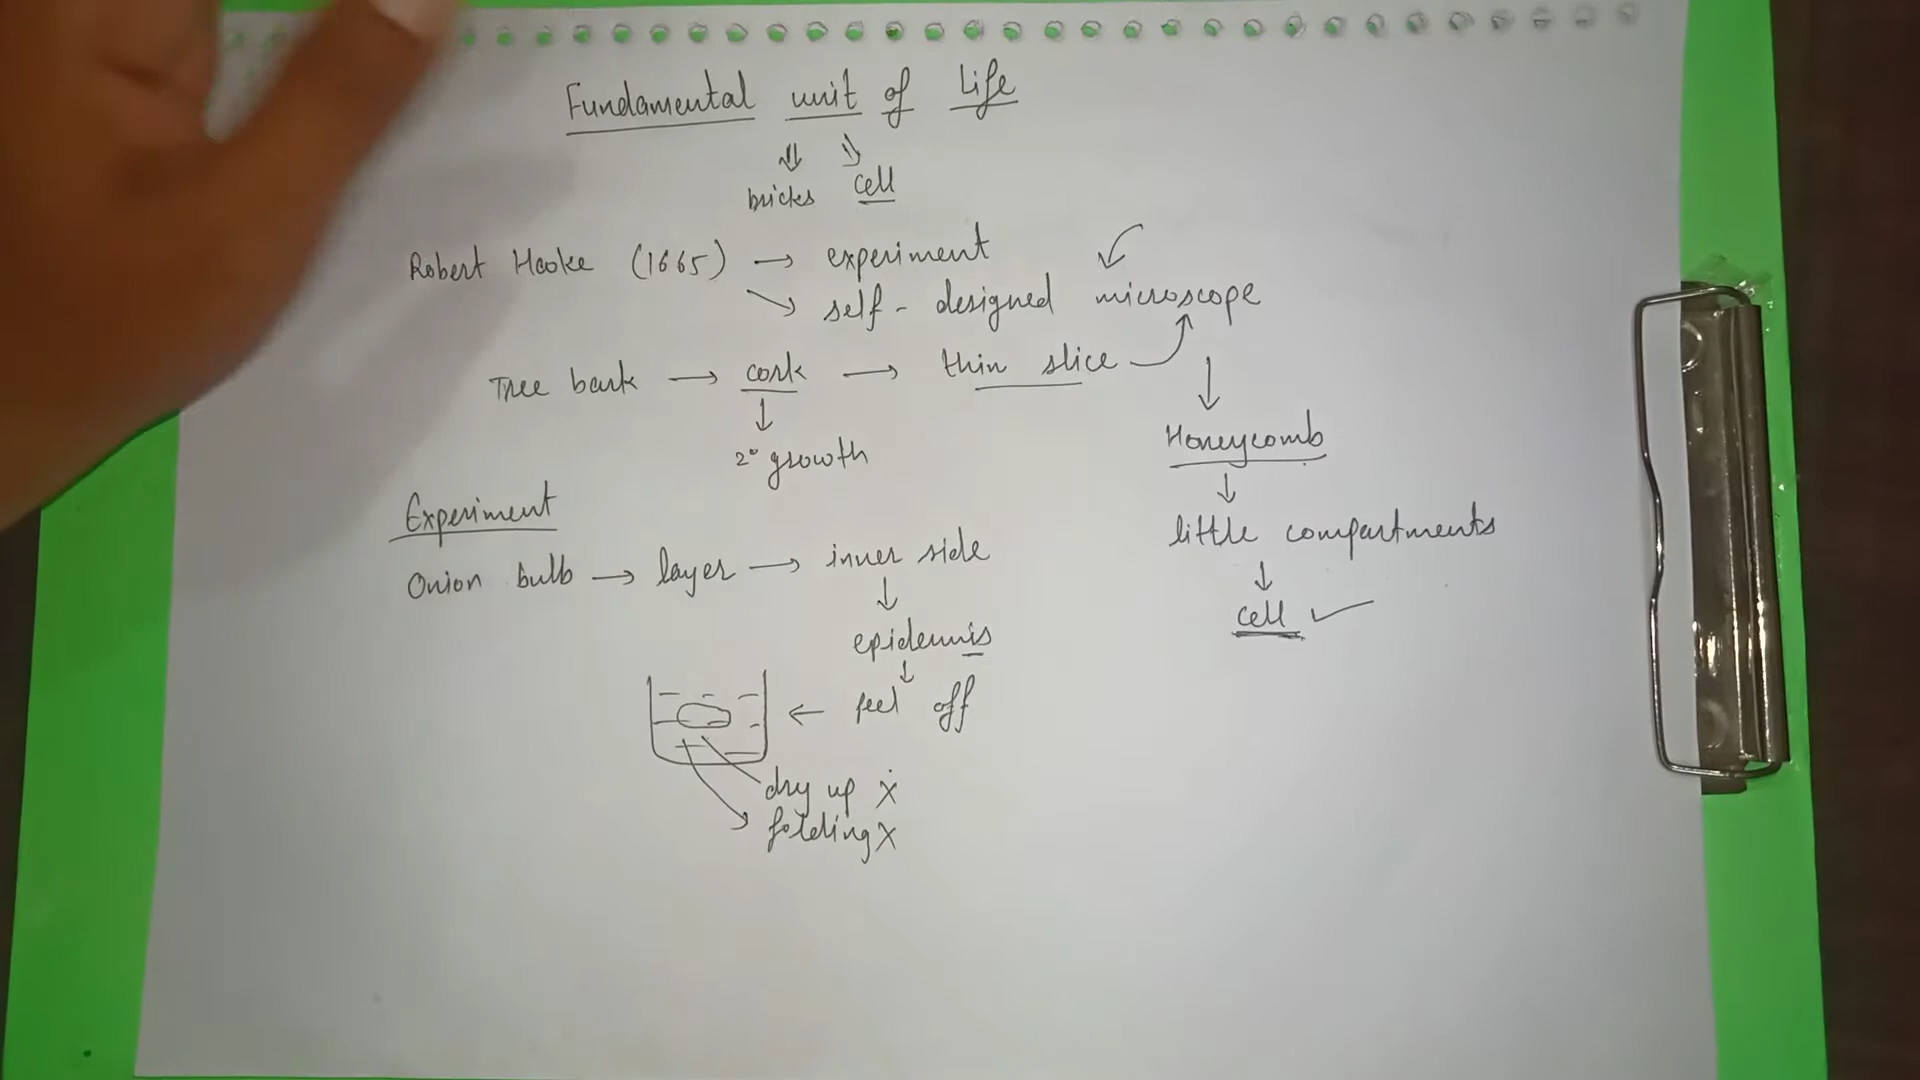 Fundamental unit of Life
bricks cell
Robert Hooke (1665) → experiment
→ self - designed microscope
Tree bark → cork → thin slice
↓
2° growth
Honeycomb
↓
little compartments
↓
cell ✓
Experiment
Onion bulb → layer → inner side
↓
epidermis
↓
← peel off
dry up X
folding X